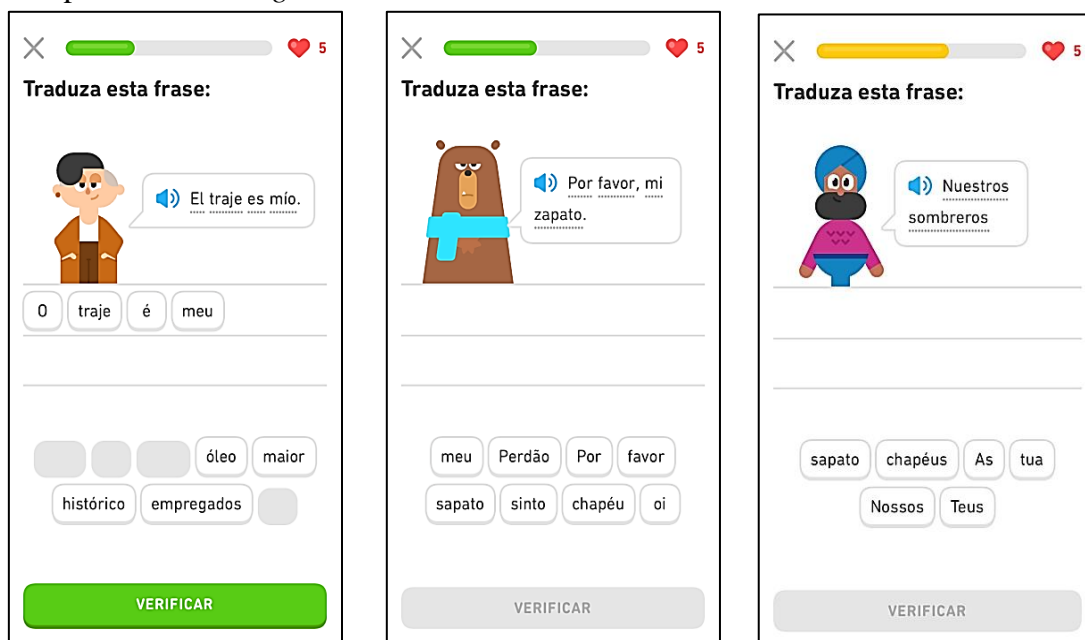 5
Traduza esta frase:
El traje es mío.
O traje é meu
óleo maior
histórico empregados
VERIFICAR
5
Traduza esta frase:
Por favor, mi
zapato.
meu Perdão Por favor
sapato sinto chapéu oi
VERIFICAR
5
Traduza esta frase:
Nuestros
sombreros
sapato chapéus As tua
Nossos Teus
VERIFICAR